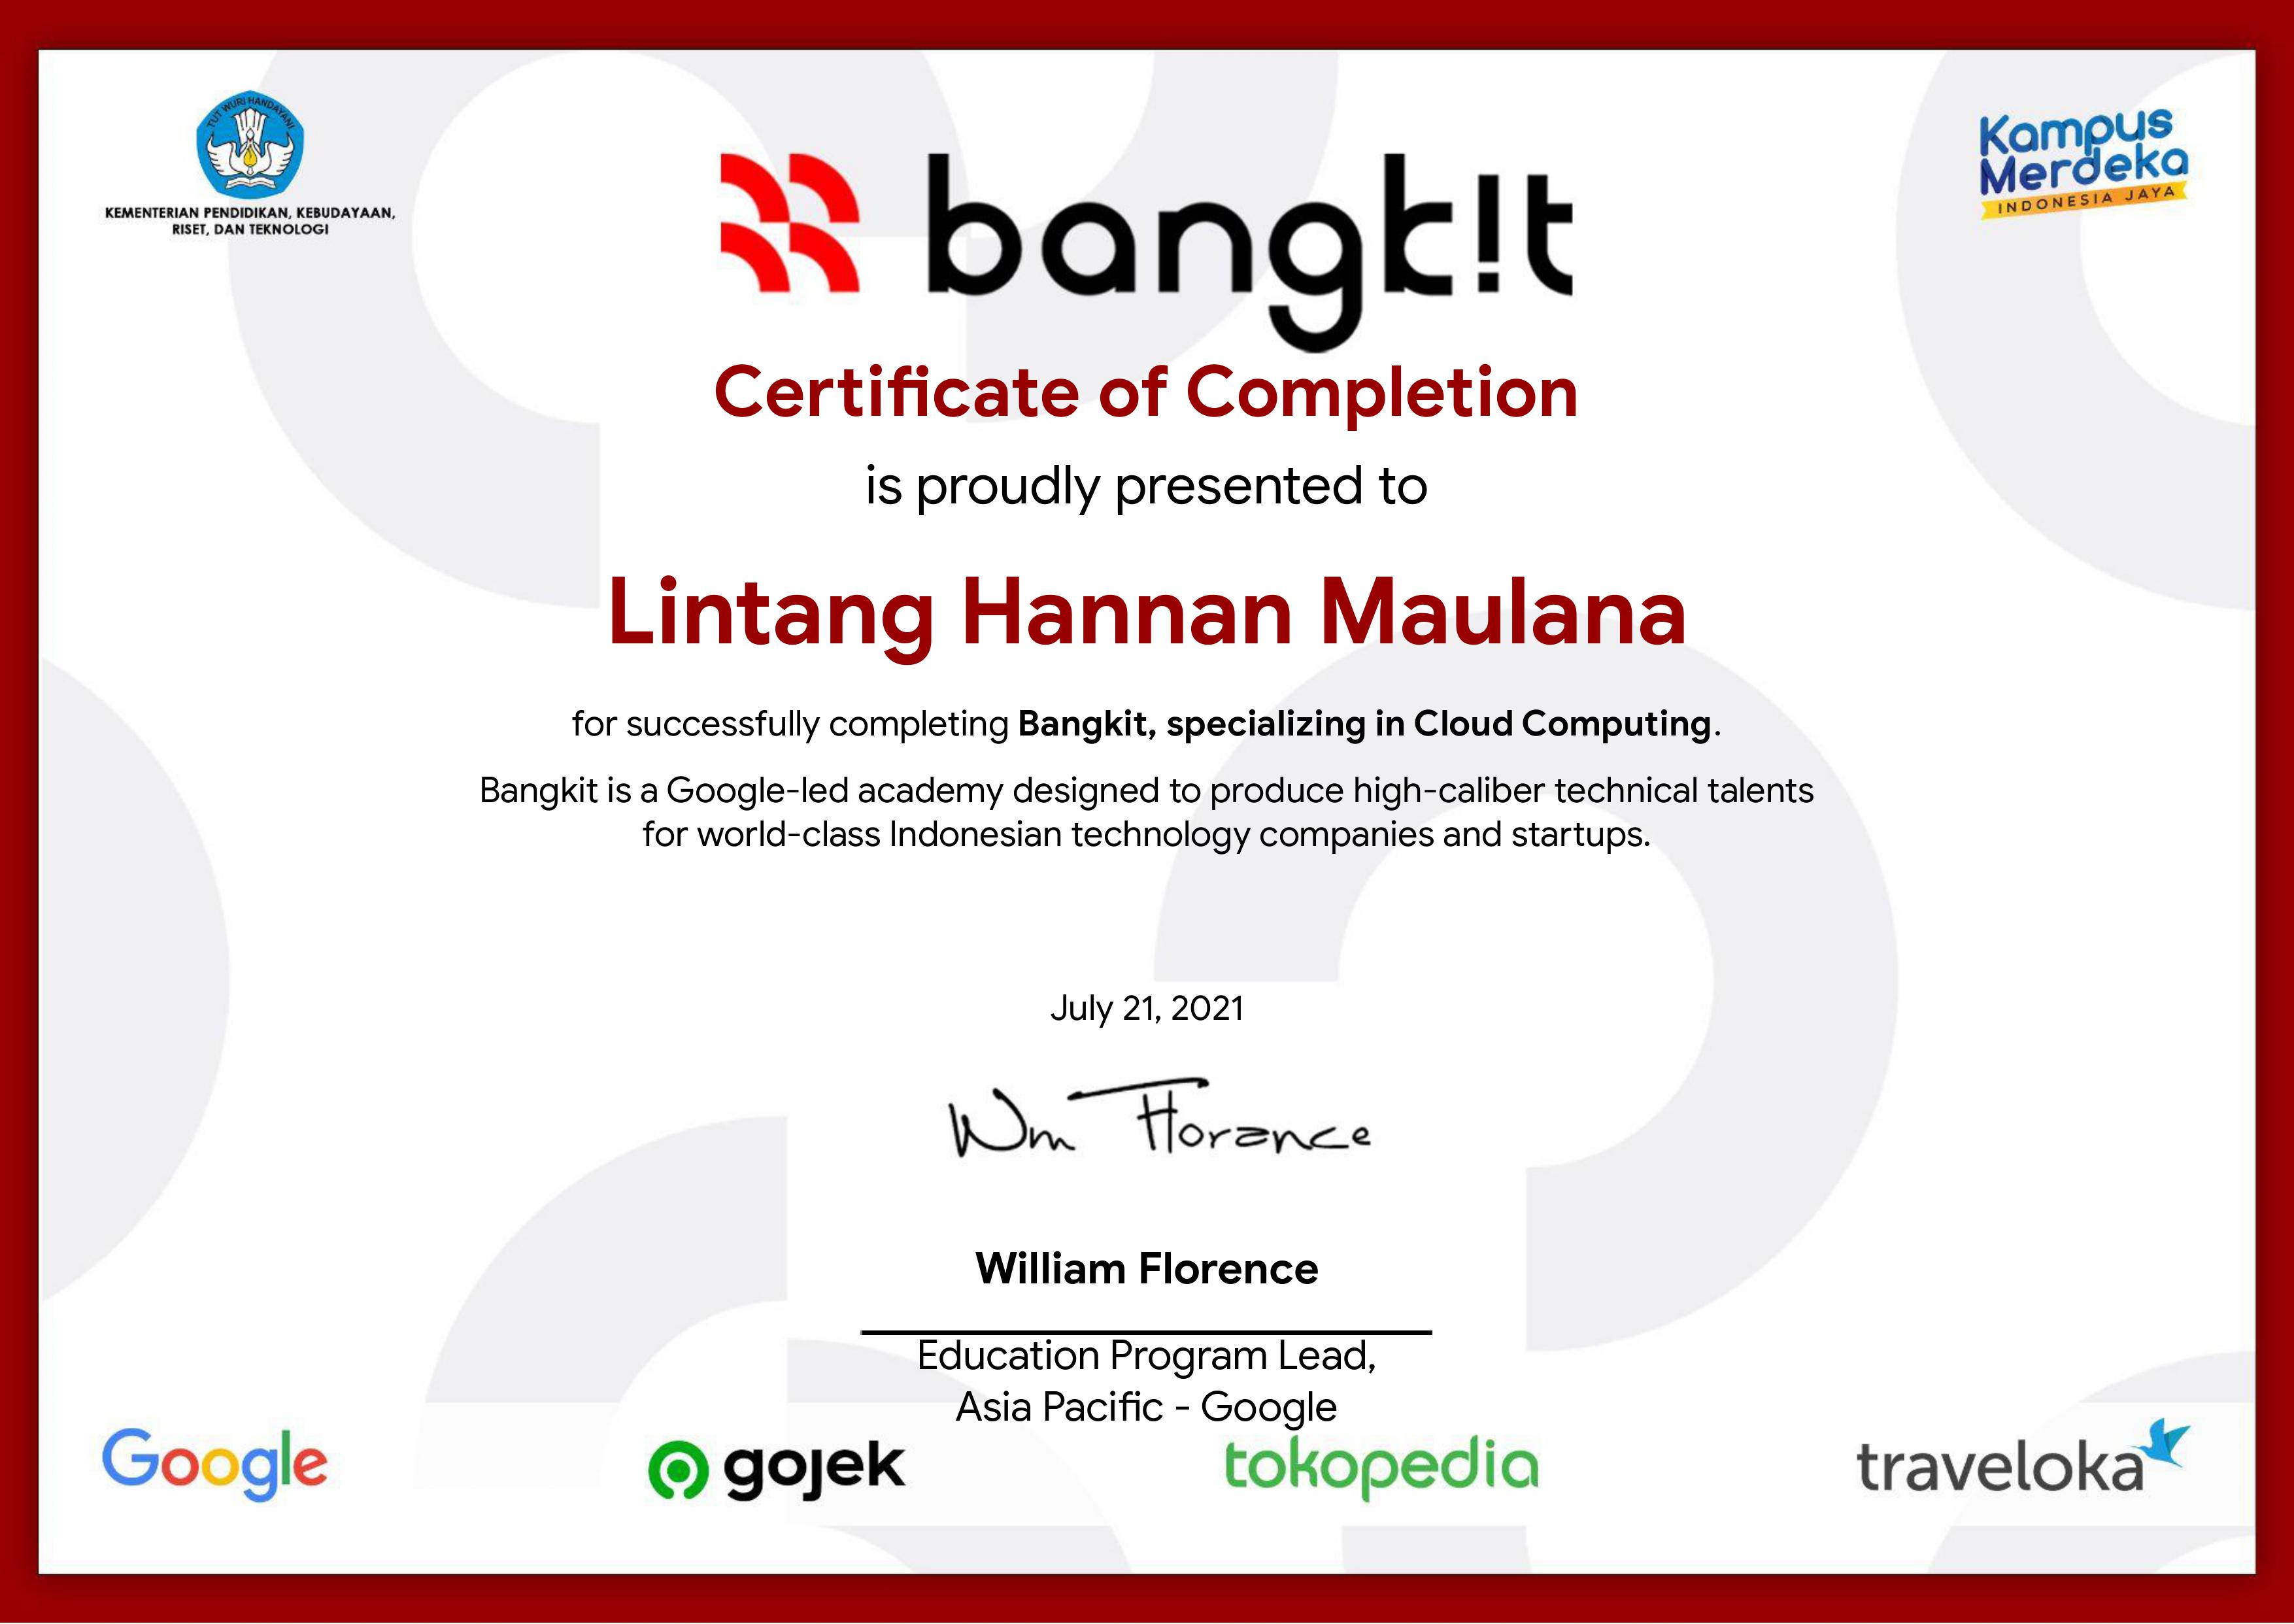 TUT WURI HANDAYANI
KEMENTERIAN PENDIDIKAN, KEBUDAYAAN,
RISET, DAN TEKNOLOGI
Kampus
Merdeka
INDONESIA JAYA
bangk!t
Certificate of Completion
is proudly presented to
Lintang Hannan Maulana
for successfully completing Bangkit, specializing in Cloud Computing.
Bangkit is a Google-led academy designed to produce high-caliber technical talents
for world-class Indonesian technology companies and startups.
July 21, 2021
Wm Florence
William Florence
Education Program Lead,
Asia Pacific - Google
Google
gojek
tokopedia
traveloka